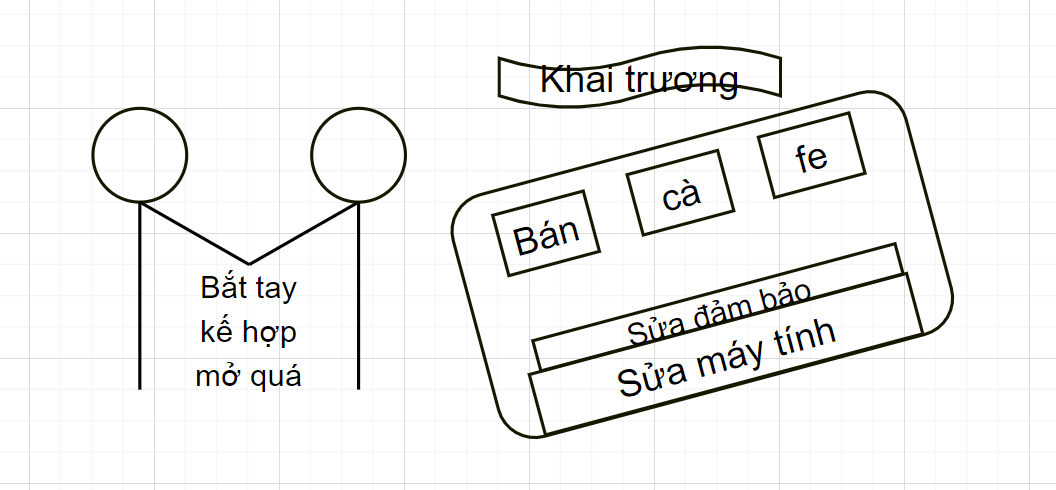 Khai trương
Bán cà fe
Sửa đảm bảo
Sửa máy tính
Bắt tay
kế hợp
mở quá